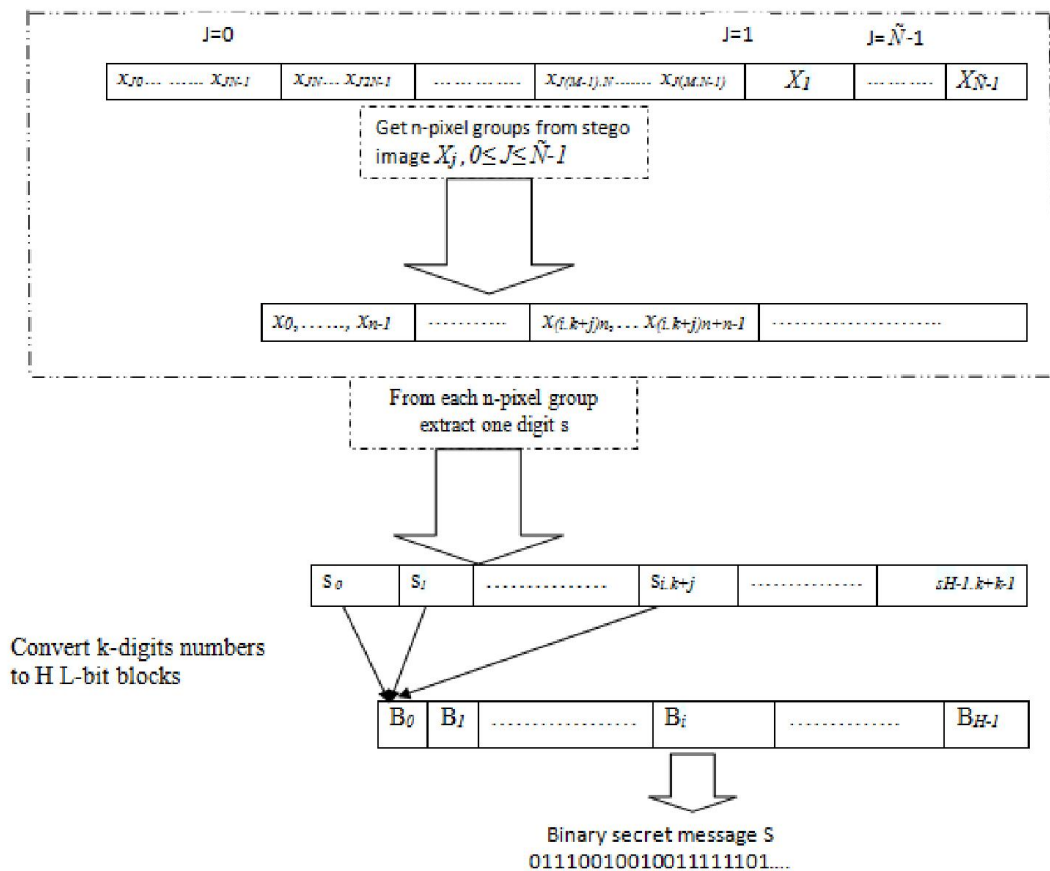 J=0 J=1 J=Ñ-1
xJ0… …… … xJN-1 xJN… xJ2N-1 ………… xJ(M-1).N……. xJ(M.N-1) X1 ……… XÑ-1
Get n-pixel groups from stego
image Xj , 0≤ J≤ Ñ-1
x0, ……, xn-1 ……….. x(i.k+j)n, … x(i.k+j)n+n-1 …………………….
From each n-pixel group
extract one digit s
s0 s1 …………… si.k+j …………… sH-1.k+k-1
Convert k-digits numbers
to H L-bit blocks
B0 B1 ……………… Bi ………….. BH-1
Binary secret message S
01110010010011111101....